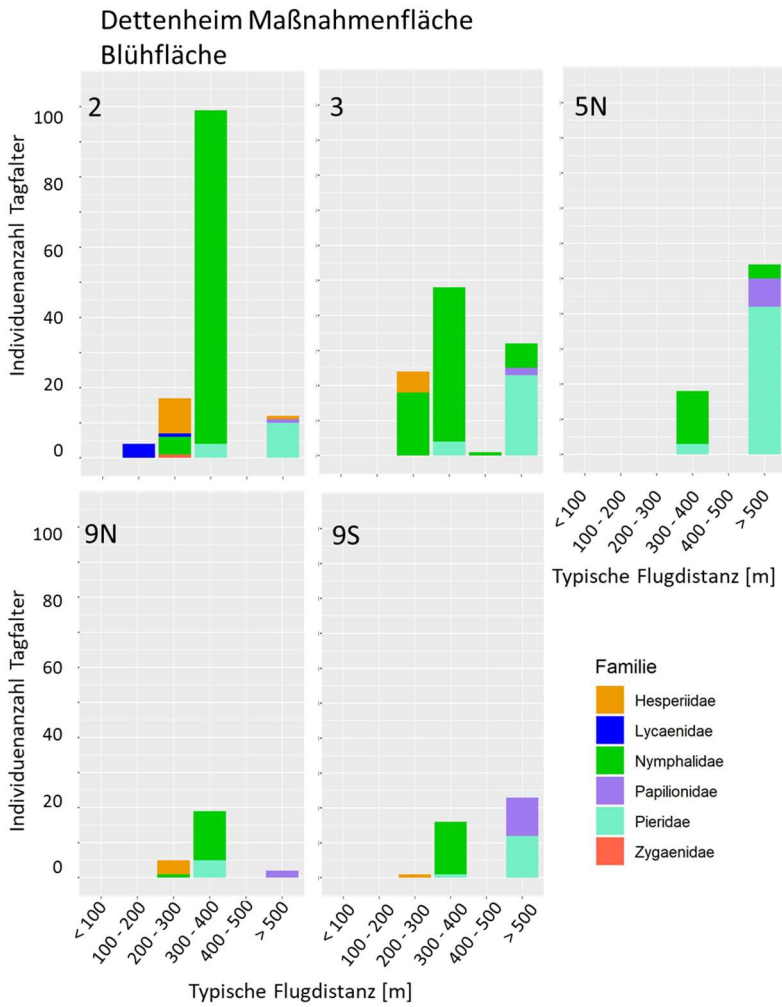 Dettenheim Maßnahmenfläche
Blühfläche
Individuenanzahl Tagfalter
100
80
60
40
20
0
2
3
5N
< 100
100 - 200
200 - 300
300 - 400
400 - 500
> 500
Typische Flugdistanz [m]
Individuenanzahl Tagfalter
100
80
60
40
20
0
9N
9S
< 100
100 - 200
200 - 300
300 - 400
400 - 500
> 500
< 100
100 - 200
200 - 300
300 - 400
400 - 500
> 500
Typische Flugdistanz [m]
Familie
Hesperiidae
Lycaenidae
Nymphalidae
Papilionidae
Pieridae
Zygaenidae